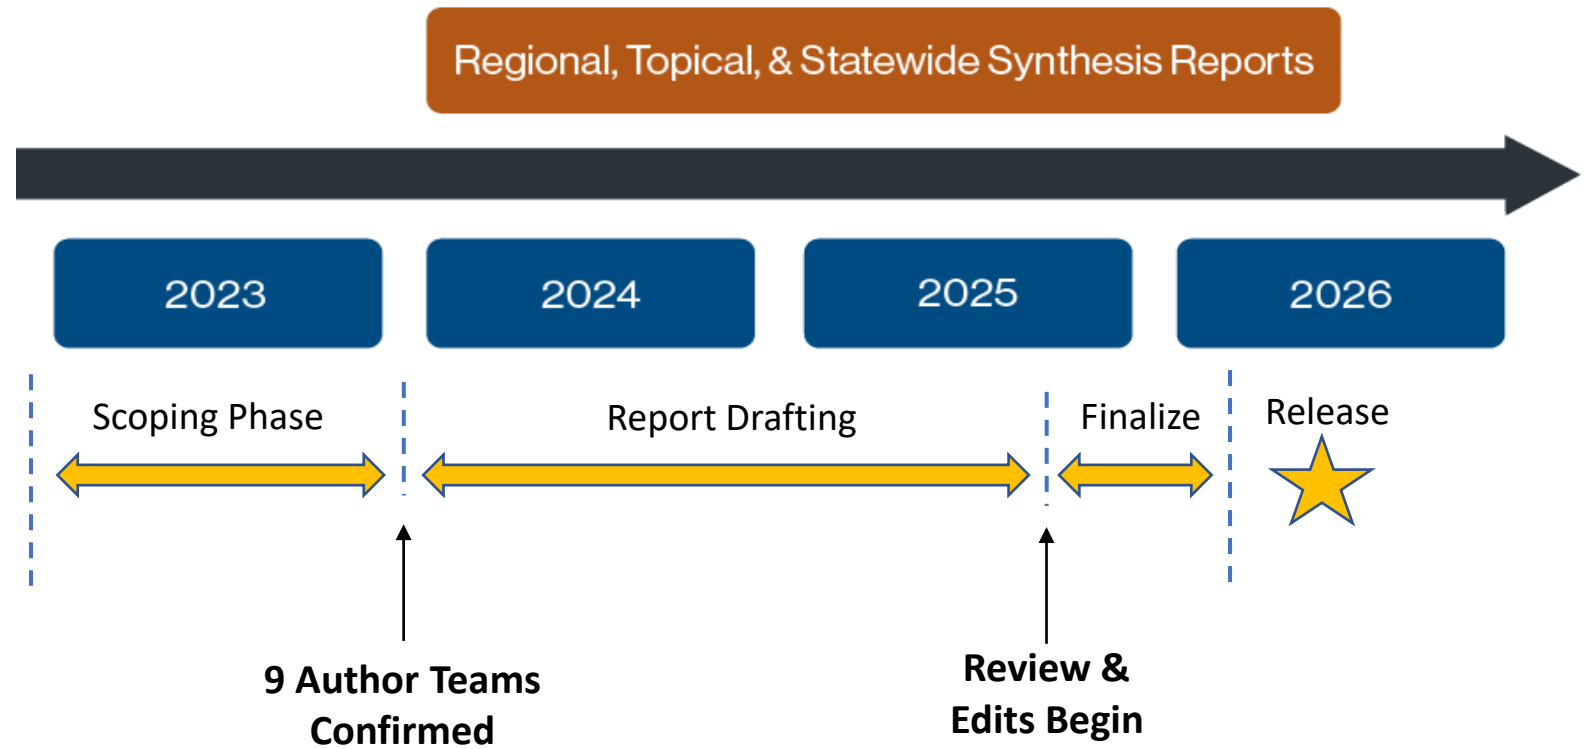 Regional, Topical, & Statewide Synthesis Reports
2023
2024
2025
2026
Scoping Phase
Report Drafting
Finalize
Release
9 Author Teams
Confirmed
Review &
Edits Begin